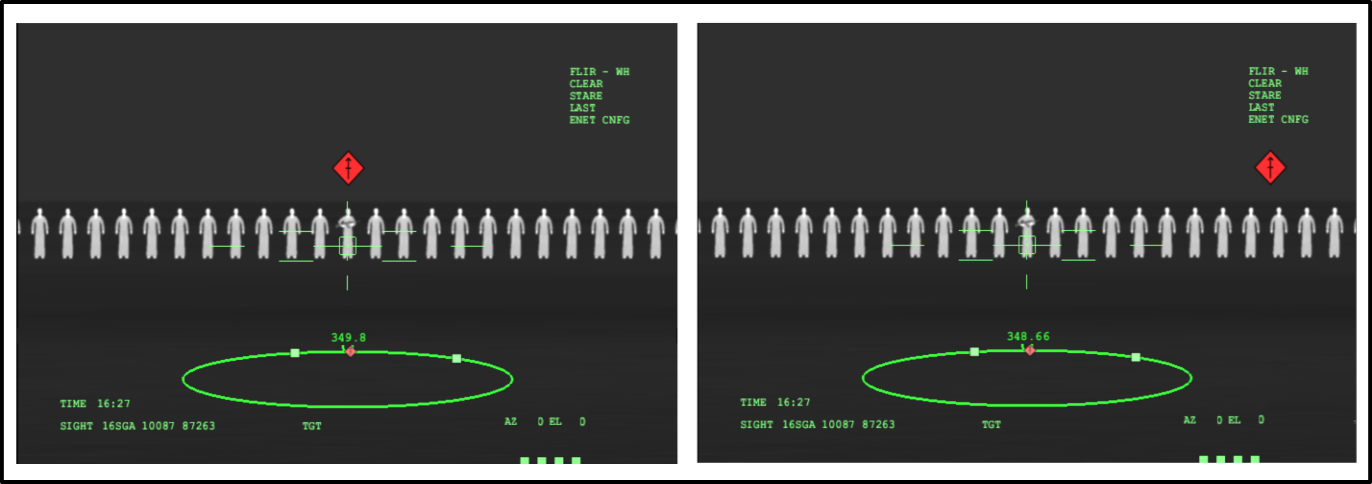 FLIR - WH
CLEAR
STARE
LAST
ENET CNFG
349.8
TIME 16:27
SIGHT 16SGA 10087 87263
TGT
AZ 0 EL 0
FLIR - WH
CLEAR
STARE
LAST
ENET CNFG
348.66
TIME 16:27
SIGHT 16SGA 10087 87263
TGT
AZ 0 EL 0